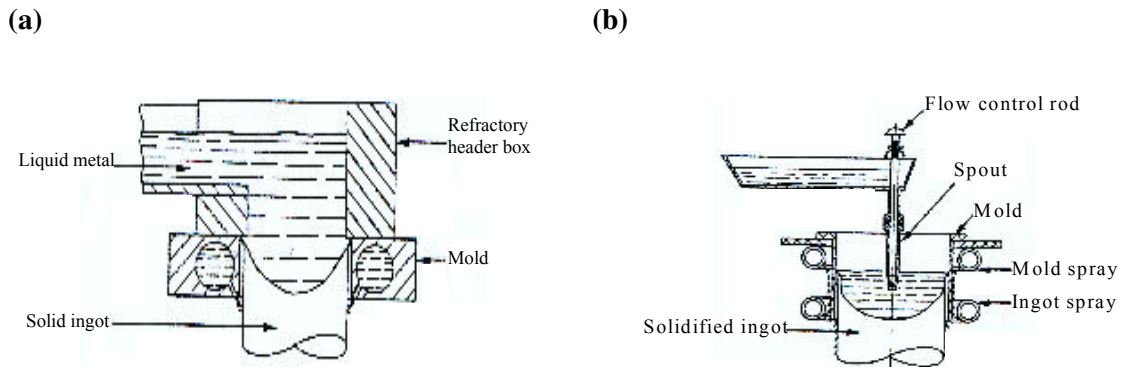 (a)
Liquid metal
Refractory
header box
Mold
Solid ingot
(b)
Flow control rod
Spout
Mold
Mold spray
Ingot spray
Solidified ingot